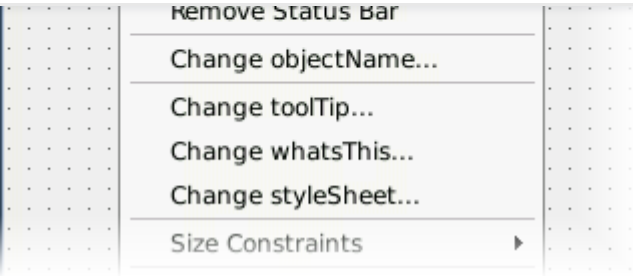 Remove Status Bar
Change objectName...
Change toolTip...
Change whatsThis...
Change styleSheet...
Size Constraints